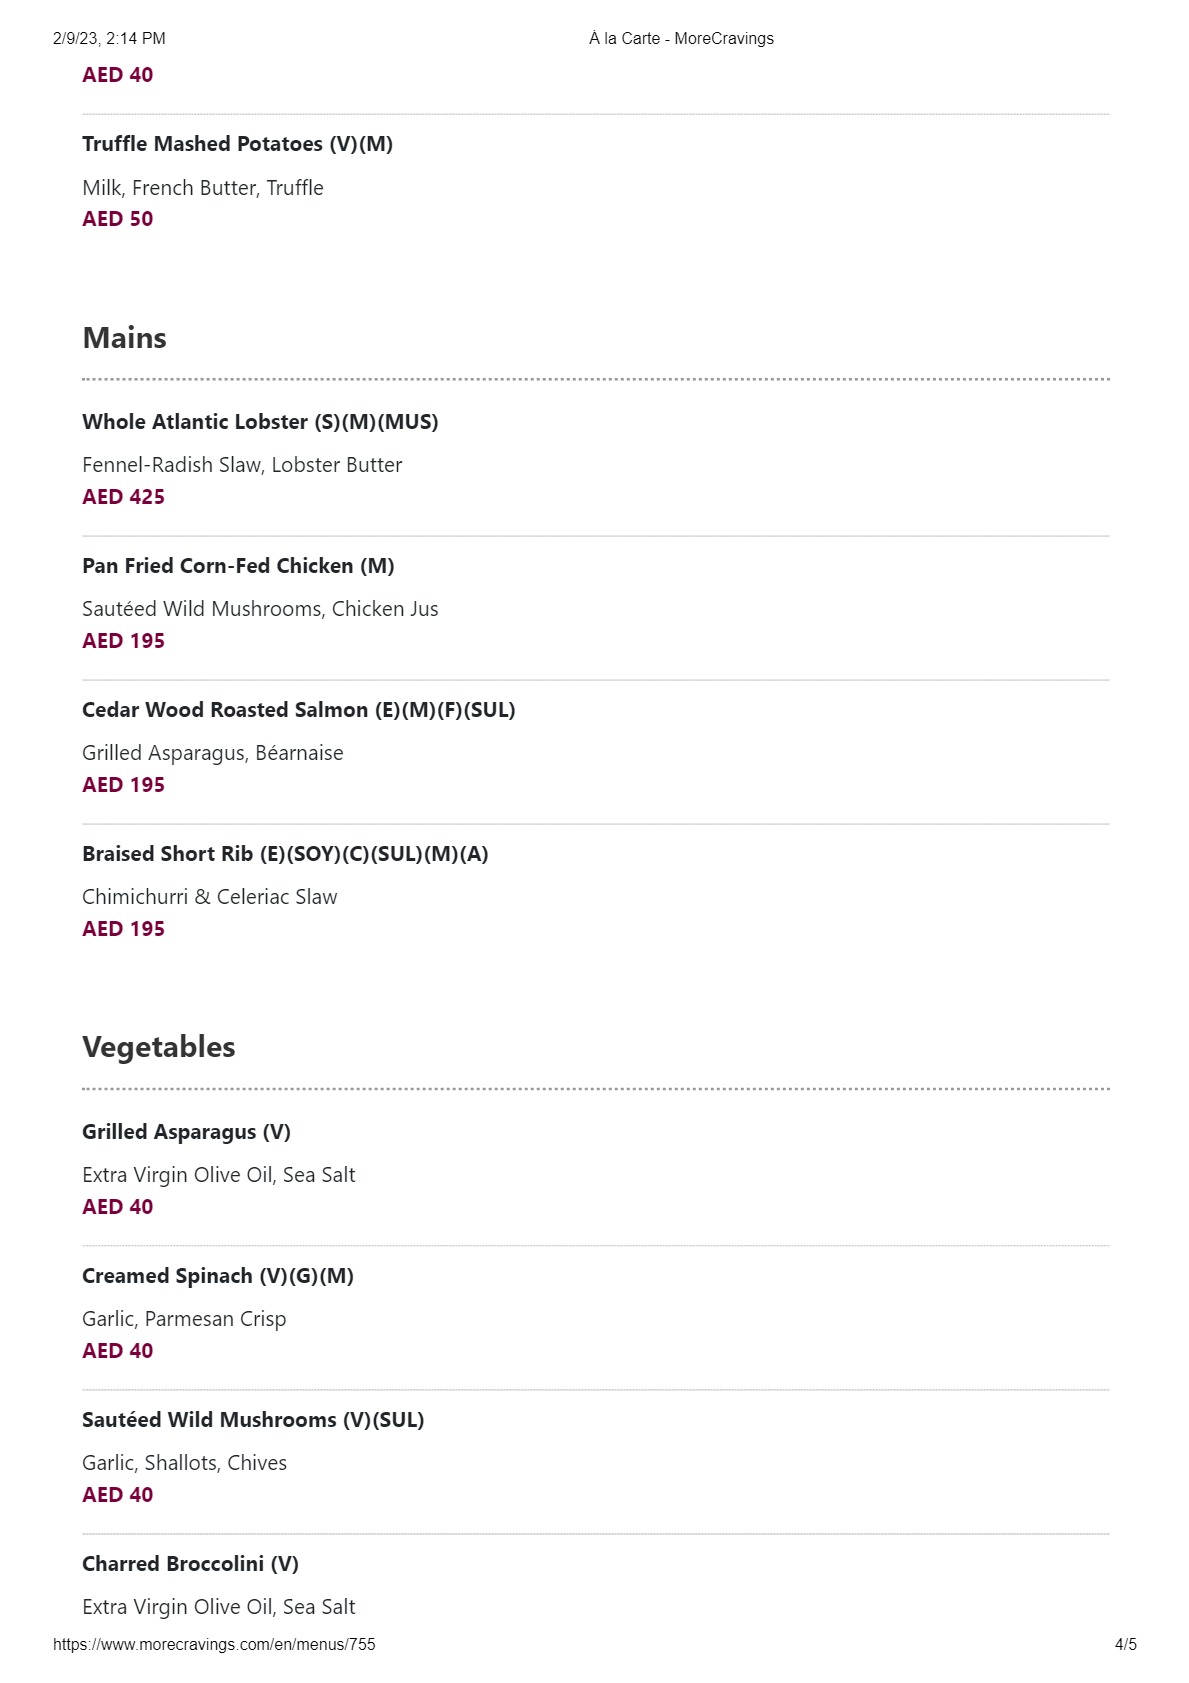 2/9/23, 2:14 PM
À la Carte - MoreCravings
AED 40
Truffle Mashed Potatoes (V)(M)
Milk, French Butter, Truffle
AED 50
Mains
Whole Atlantic Lobster (S)(M)(MUS)
Fennel-Radish Slaw, Lobster Butter
AED 425
Pan Fried Corn-Fed Chicken (M)
Sautéed Wild Mushrooms, Chicken Jus
AED 195
Cedar Wood Roasted Salmon (E)(M)(F)(SUL)
Grilled Asparagus, Béarnaise
AED 195
Braised Short Rib (E)(SOY)(C)(SUL)(M)(A)
Chimichurri & Celeriac Slaw
AED 195
Vegetables
Grilled Asparagus (V)
Extra Virgin Olive Oil, Sea Salt
AED 40
Creamed Spinach (V)(G)(M)
Garlic, Parmesan Crisp
AED 40
Sautéed Wild Mushrooms (V)(SUL)
Garlic, Shallots, Chives
AED 40
Charred Broccolini (V)
Extra Virgin Olive Oil, Sea Salt
https://www.morecravings.com/en/menus/755
4/5